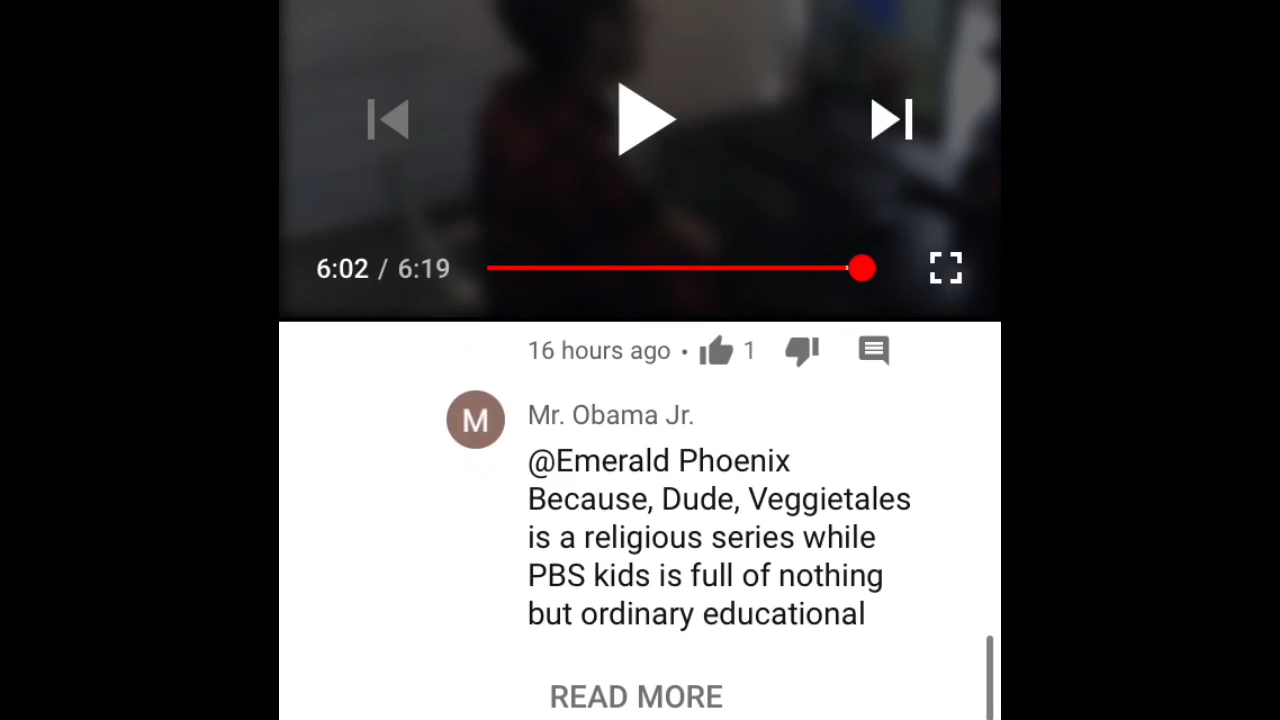 6:02 / 6:19
16 hours ago • 1
M
Mr. Obama Jr.
@Emerald Phoenix
Because, Dude, Veggietales
is a religious series while
PBS kids is full of nothing
but ordinary educational
READ MORE